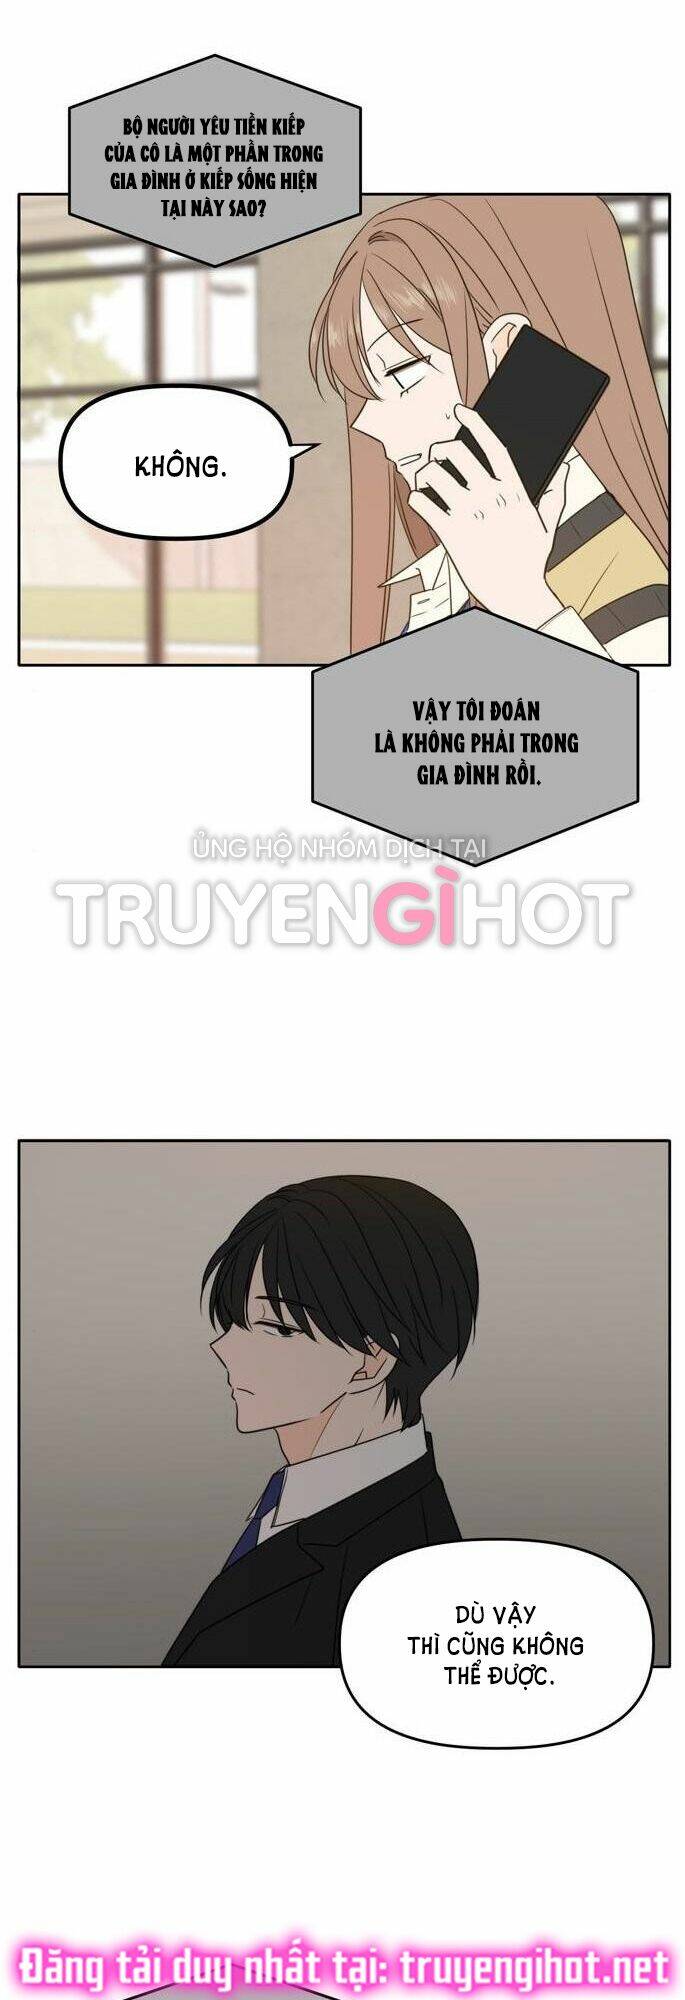 BỘ NGƯỜI YÊU TIỀN KIẾP
CỦA CÔ LÀ MỘT PHẦN TRONG
GIA ĐÌNH Ở KIẾP SỐNG HIỆN
TẠI NÀY SAO?
KHÔNG.
VẬY TÔI ĐOÁN
LÀ KHÔNG PHẢI TRONG
GIA ĐÌNH RỒI.
ỦNG HỘ NHÓM DỊCH TẠI
TRUYENGÌHOT
DÙ VẬY
THÌ CŨNG KHÔNG
THỂ ĐƯỢC.
Đăng tải duy nhất tại: truyengihot.net